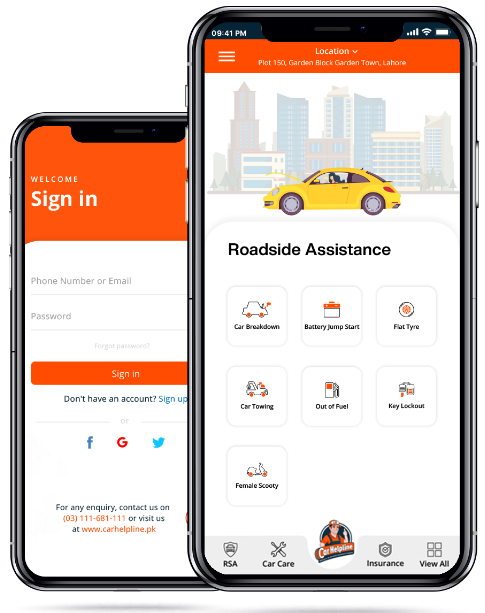 WELCOME
Sign in
Phone Number or Email
Password
Forgot password?
Sign in
Don't have an account? Sign up
or
f G
For any enquiry, contact us on
(03) 111-681-111 or visit us
at www.carhelpline.pk
09:41 PM
Location
Plot 150, Garden Block Garden Town, Lahore
Roadside Assistance
Car Breakdown
Battery Jump Start
Flat Tyre
Car Towing
Out of Fuel
Key Lockout
Female Scooty
RSA
Car Care
Car Helpline
Insurance
View All